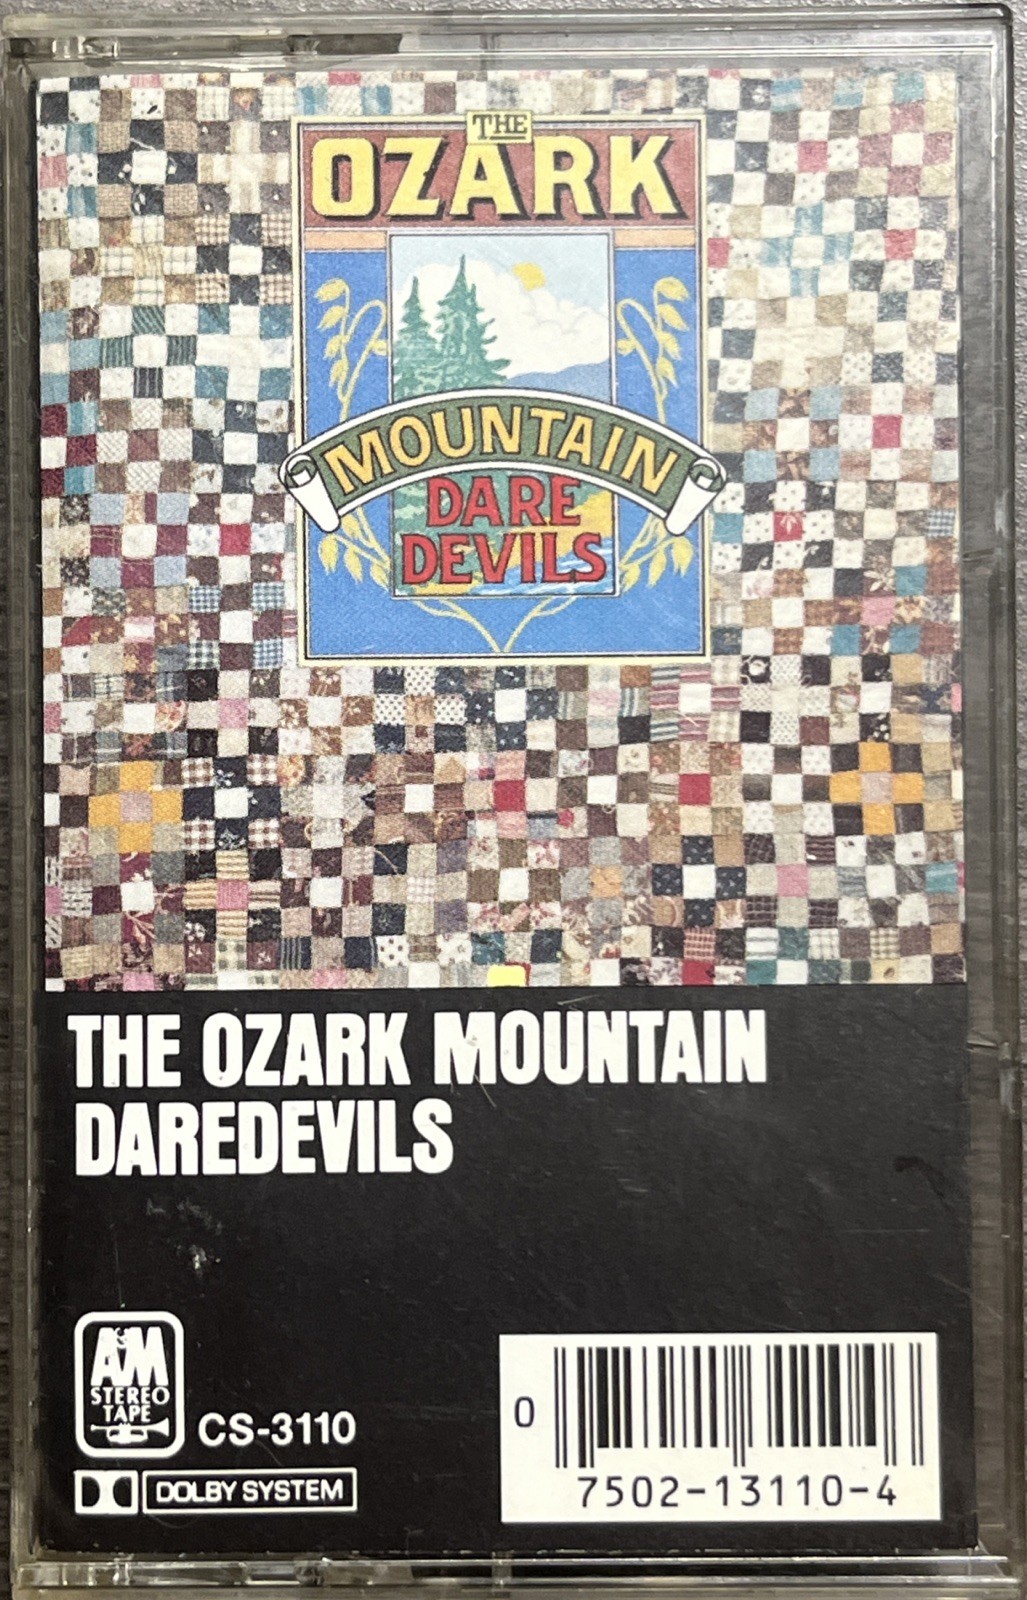 THE
OZARK
MOUNTAIN
DARE
DEVILS
THE OZARK MOUNTAIN
DAREDEVILS
A&M
STEREO
TAPE
CS-3110
DOLBY SYSTEM
0
7502-13110-4